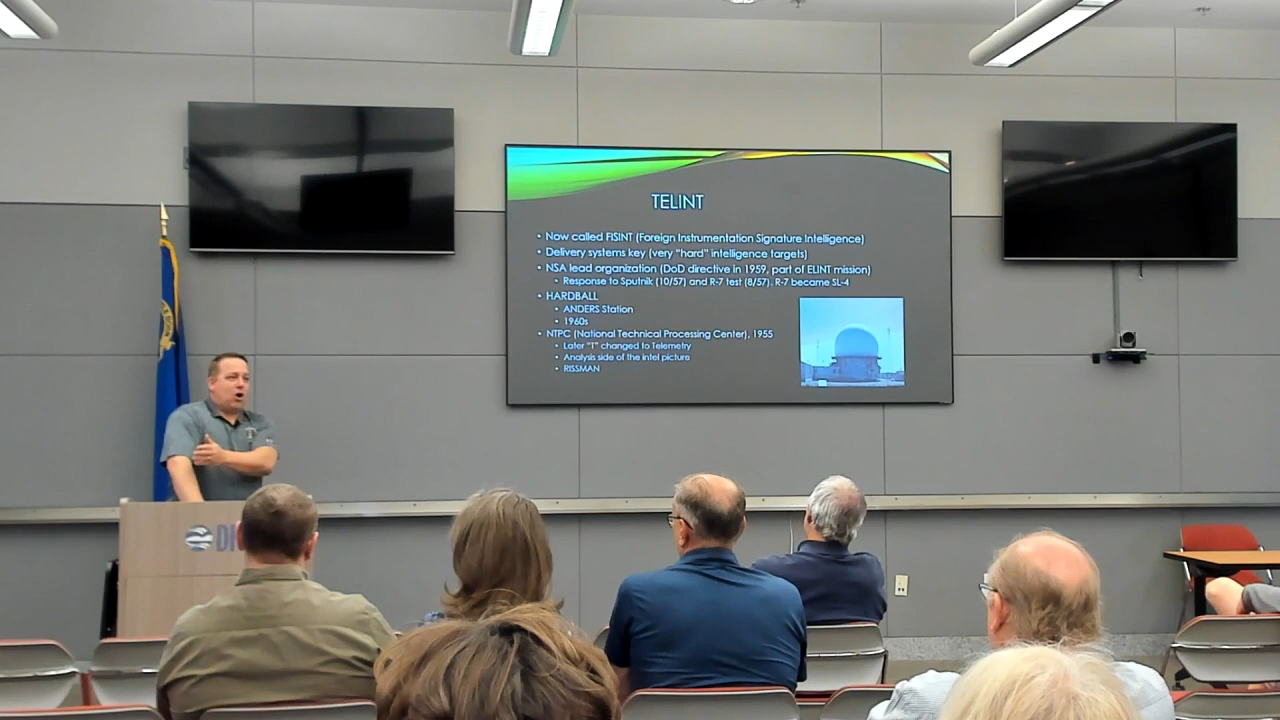 TELINT
• Now called FISINT (Foreign Instrumentation Signature Intelligence)
• Delivery systems key (very "hard" intelligence targets)
• NSA lead organization (DoD directive in 1959, part of ELINT mission)
• Response to Sputnik (10/57) and R-7 test (8/57). R-7 became SL-4
• HARDBALL
• ANDERS Station
• 1960s
• NTPC (National Technical Processing Center), 1955
• Later "T" changed to Telemetry
• Analysis side of the intel picture
• RISSMAN